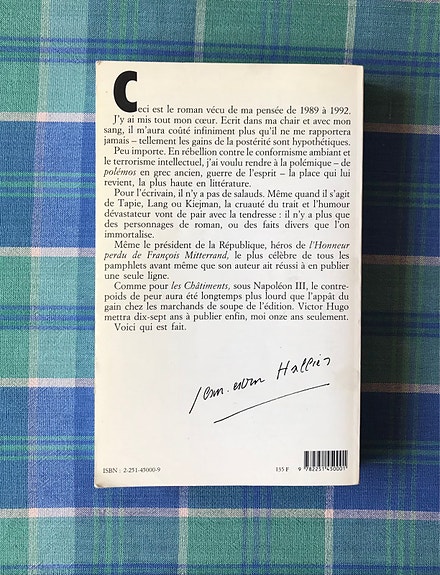 Ceci est le roman vécu de ma pensée de 1989 à 1992.
J'y ai mis tout mon cœur. Ecrit dans ma chair et avec mon
sang, il m'aura coûté infiniment plus qu'il ne me rapportera
jamais – tellement les gains de la postérité sont hypothétiques.
Peu importe. En rébellion contre le conformisme ambiant et
le terrorisme intellectuel, j'ai voulu rendre à la polémique – de
polémos en grec ancien, guerre de l'esprit – la place qui lui
revient, la plus haute en littérature.
Pour l'écrivain, il n'y a pas de salauds. Même quand il s'agit
de Tapie, Lang ou Kiejman, la cruauté du trait et l'humour
dévastateur vont de pair avec la tendresse : il n'y a plus que
des personnages de roman, ou des faits divers que l'on
immortalise.
Même le président de la République, héros de l'Honneur
perdu de François Mitterrand, le plus célèbre de tous les
pamphlets avant même que son auteur ait réussi à en publier
une seule ligne.
Comme pour les Châtiments, sous Napoléon III, le contre-
poids de peur aura été longtemps plus lourd que l'appât du
gain chez les marchands de soupe de l'édition. Victor Hugo
mettra dix-sept ans à publier enfin, moi onze ans seulement.
Voici qui est fait.
Jean-Edern Hallier
ISBN : 2-251-45000-9
135 F
9 782251 450001